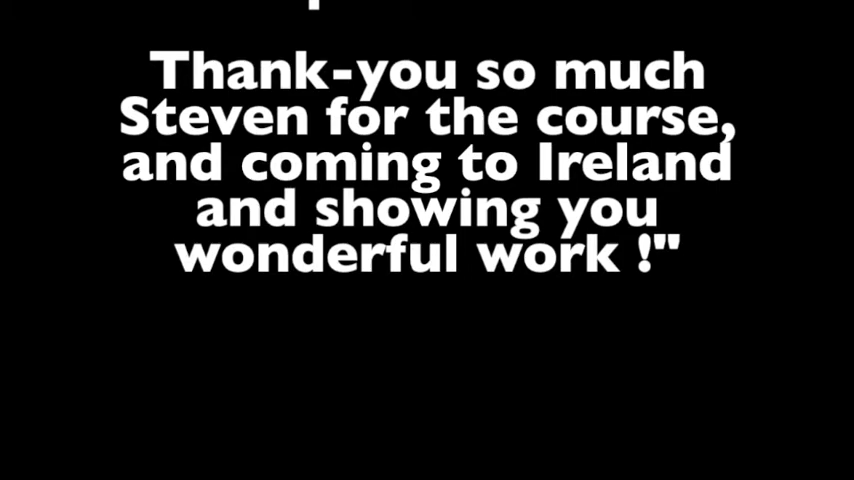 Thank-you so much
Steven for the course,
and coming to Ireland
and showing you
wonderful work !"